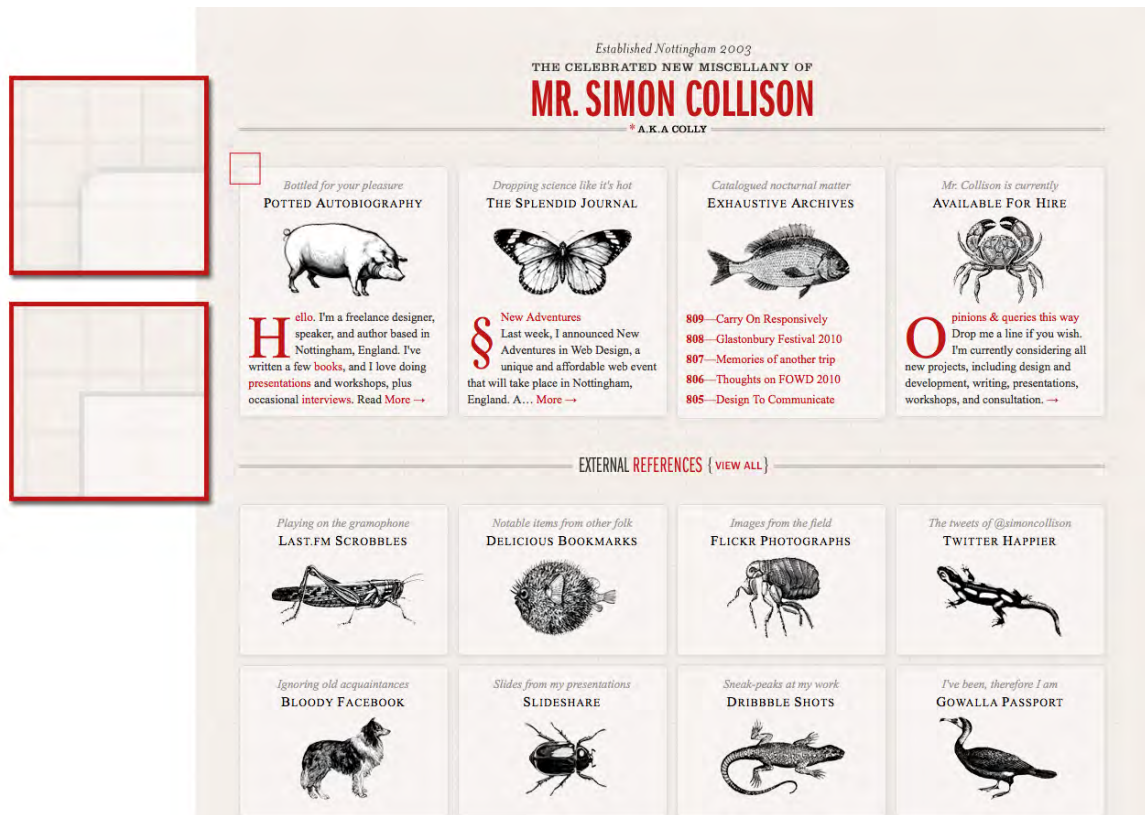 Established Nottingham 2003
THE CELEBRATED NEW MISCELLANY OF
MR. SIMON COLLISON
* A.K.A COLLY
Bottled for your pleasure
POTTED AUTOBIOGRAPHY
Hello. I'm a freelance designer,
speaker, and author based in
Nottingham, England. I've
written a few books, and I love doing
presentations and workshops, plus
occasional interviews. Read More →
Dropping science like it's hot
THE SPLENDID JOURNAL
§ New Adventures
Last week, I announced New
Adventures in Web Design, a
unique and affordable web event
that will take place in Nottingham,
England. A… More →
Catalogued nocturnal matter
EXHAUSTIVE ARCHIVES
809—Carry On Responsively
808—Glastonbury Festival 2010
807—Memories of another trip
806—Thoughts on FOWD 2010
805—Design To Communicate
Mr. Collison is currently
AVAILABLE FOR HIRE
Opinions & queries this way
Drop me a line if you wish.
I'm currently considering all
new projects, including design and
development, writing, presentations,
workshops, and consultation. →
EXTERNAL REFERENCES { VIEW ALL }
Playing on the gramophone
LAST.FM SCROBBLES
Notable items from other folk
DELICIOUS BOOKMARKS
Images from the field
FLICKR PHOTOGRAPHS
The tweets of @simoncollison
TWITTER HAPPIER
Ignoring old acquaintances
BLOODY FACEBOOK
Slides from my presentations
SLIDESHARE
Sneak-peaks at my work
DRIBBBLE SHOTS
I've been, therefore I am
GOWALLA PASSPORT